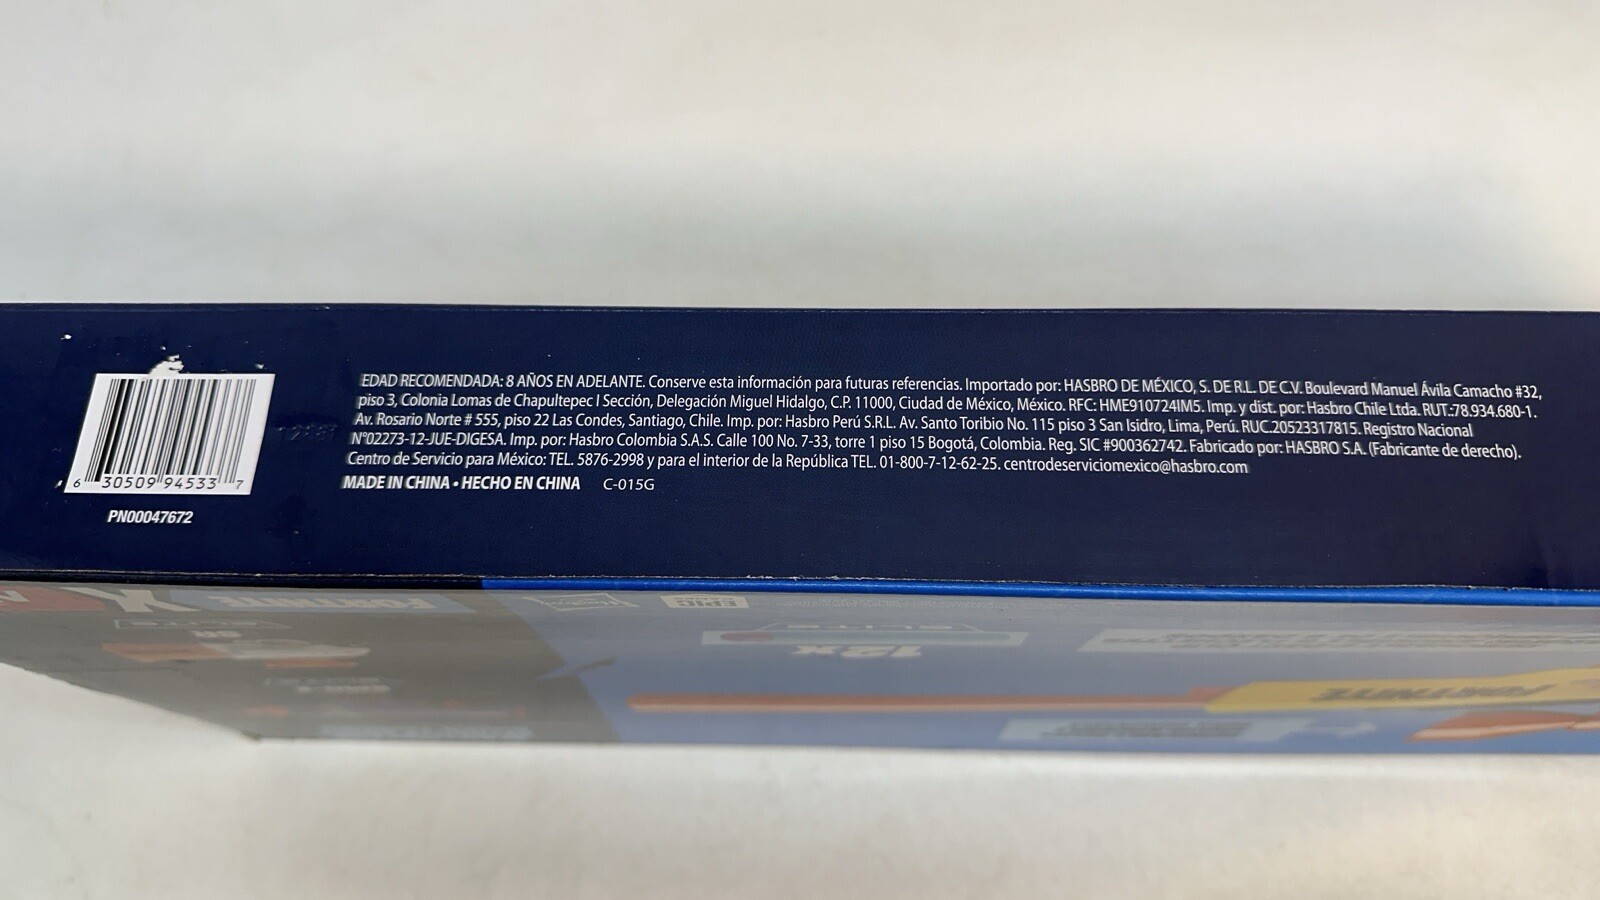 EDAD RECOMENDADA: 8 AÑOS EN ADELANTE. Conserve esta información para futuras referencias. Importado por: HASBRO DE MÉXICO, S. DE R.L. DE C.V. Boulevard Manuel Ávila Camacho #32,
piso 3, Colonia Lomas de Chapultepec I Sección, Delegación Miguel Hidalgo, C.P. 11000, Ciudad de México, México. RFC: HME910724IM5. Imp. y dist. por: Hasbro Chile Ltda. RUT.:78.934.680-1.
Av. Rosario Norte # 555, piso 22 Las Condes, Santiago, Chile. Imp. por: Hasbro Perú S.R.L. Av. Santo Toribio No. 115 piso 3 San Isidro, Lima, Perú. RUC.20523317815. Registro Nacional
N°02273-12-JUE-DIGESA. Imp. por: Hasbro Colombia S.A.S. Calle 100 No. 7-33, torre 1 piso 15 Bogotá, Colombia. Reg. SIC #900362742. Fabricado por: HASBRO S.A. (Fabricante de derecho).
Centro de Servicio para México: TEL. 5876-2998 y para el interior de la República TEL. 01-800-7-12-62-25. centrodeserviciomexico@hasbro.com
MADE IN CHINA • HECHO EN CHINA C-015G
6 30509 94533 7
PN00047672
FORTNITE
EPIC
ELITE
ELITE
12x
FORTNITE